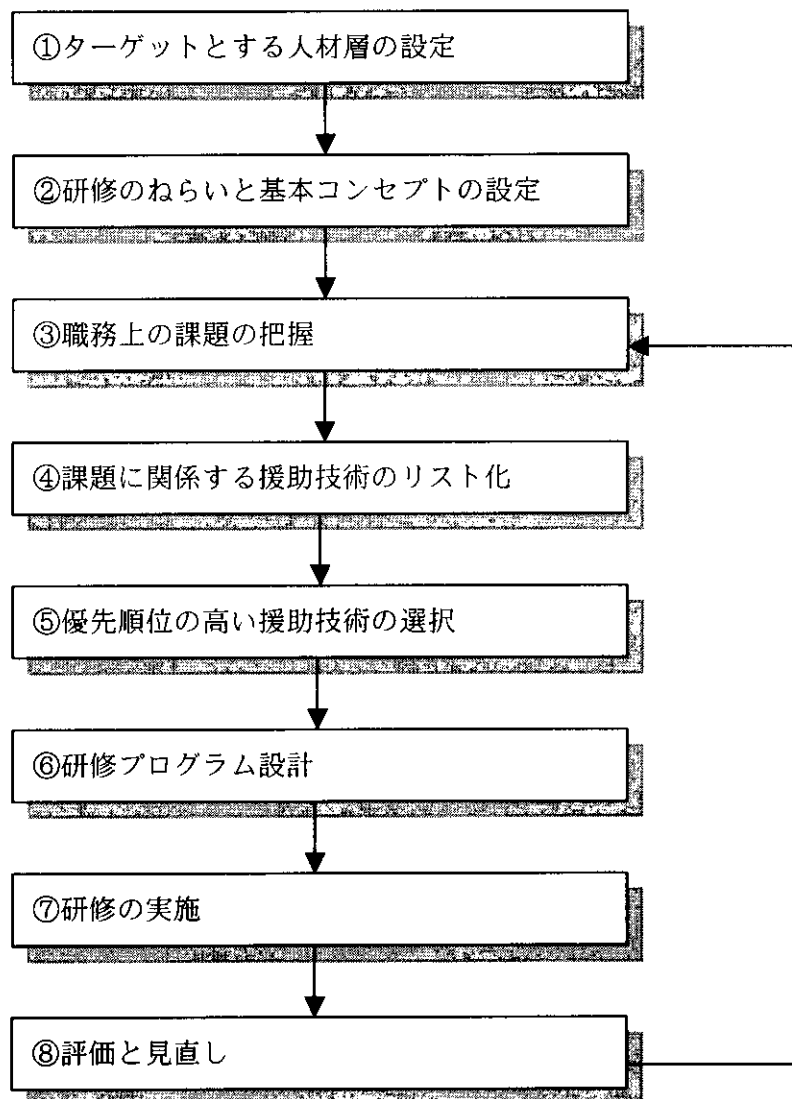 ①ターゲットとする人材層の設定
②研修のねらいと基本コンセプトの設定
③職務上の課題の把握
④課題に関係する援助技術のリスト化
⑤優先順位の高い援助技術の選択
⑥研修プログラム設計
⑦研修の実施
⑧評価と見直し